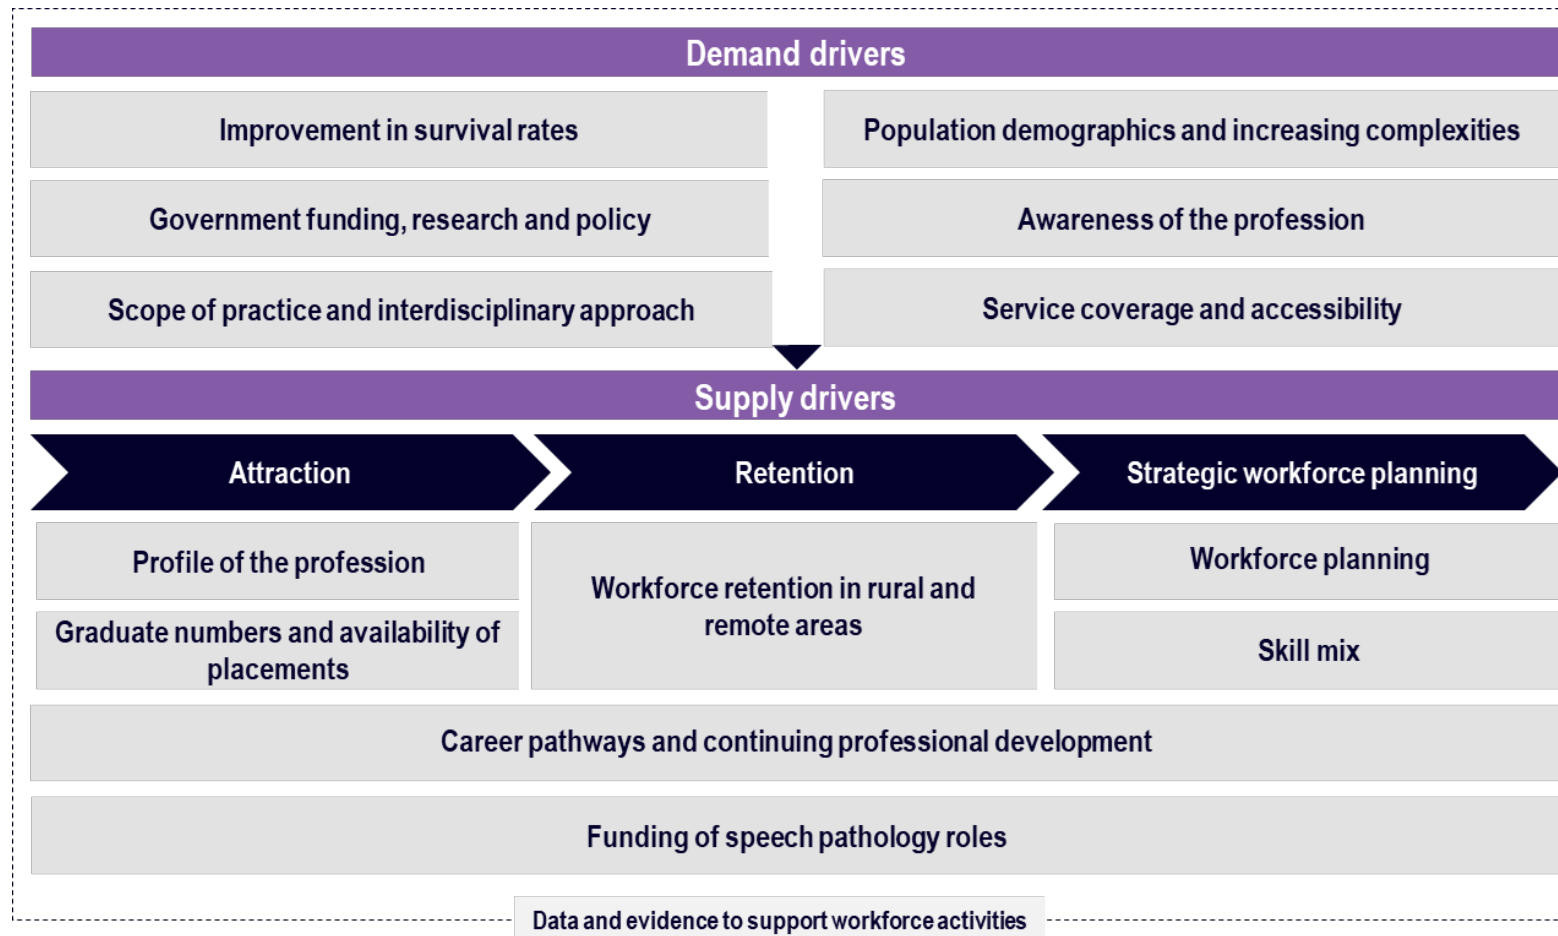 Demand drivers
Improvement in survival rates
Population demographics and increasing complexities
Government funding, research and policy
Awareness of the profession
Scope of practice and interdisciplinary approach
Service coverage and accessibility
Supply drivers
Attraction
Retention
Strategic workforce planning
Profile of the profession
Graduate numbers and availability of
placements
Workforce retention in rural and
remote areas
Workforce planning
Skill mix
Career pathways and continuing professional development
Funding of speech pathology roles
Data and evidence to support workforce activities